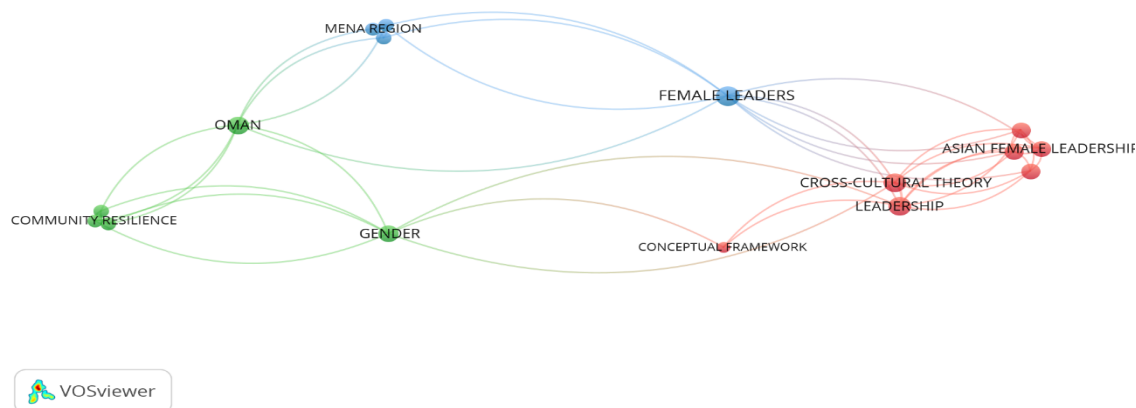 MENA REGION
FEMALE LEADERS
OMAN
ASIAN FEMALE LEADERSHIP
CROSS-CULTURAL THEORY
LEADERSHIP
COMMUNITY RESILIENCE
GENDER
CONCEPTUAL FRAMEWORK
VOSviewer